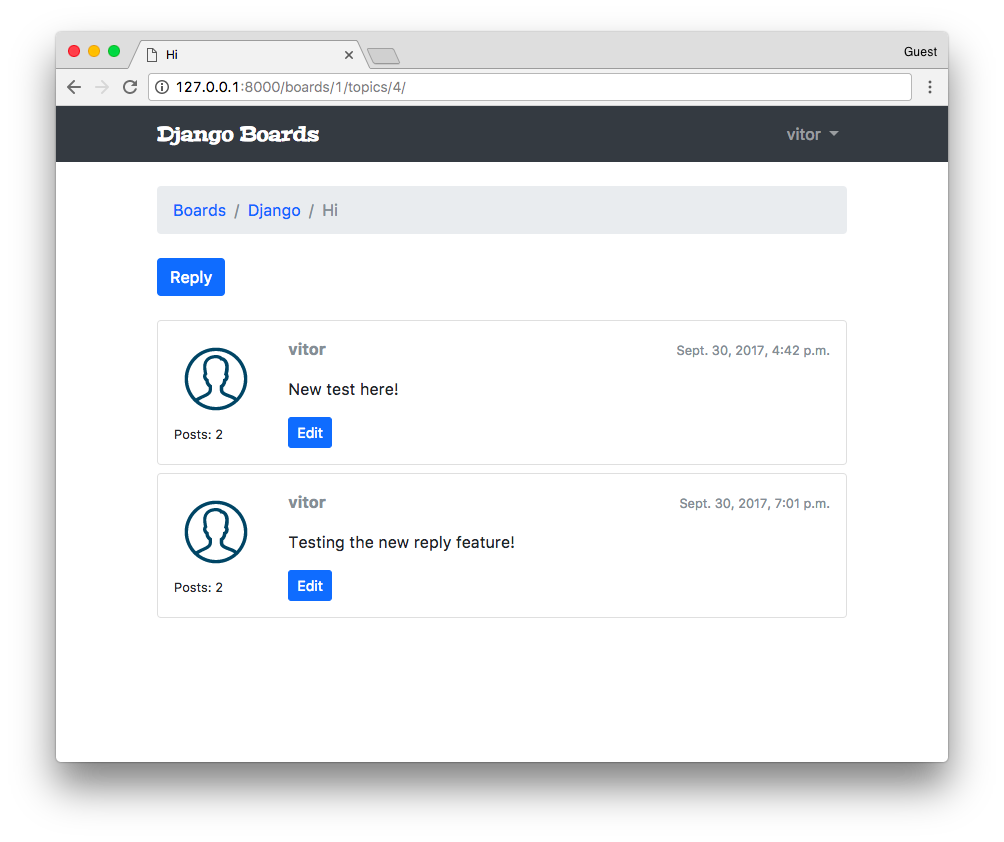 Hi
Guest
127.0.0.1:8000/boards/1/topics/4/
Django Boards
vitor
Boards / Django / Hi
Reply
vitor
Sept. 30, 2017, 4:42 p.m.
New test here!
Posts: 2
Edit
vitor
Sept. 30, 2017, 7:01 p.m.
Testing the new reply feature!
Posts: 2
Edit